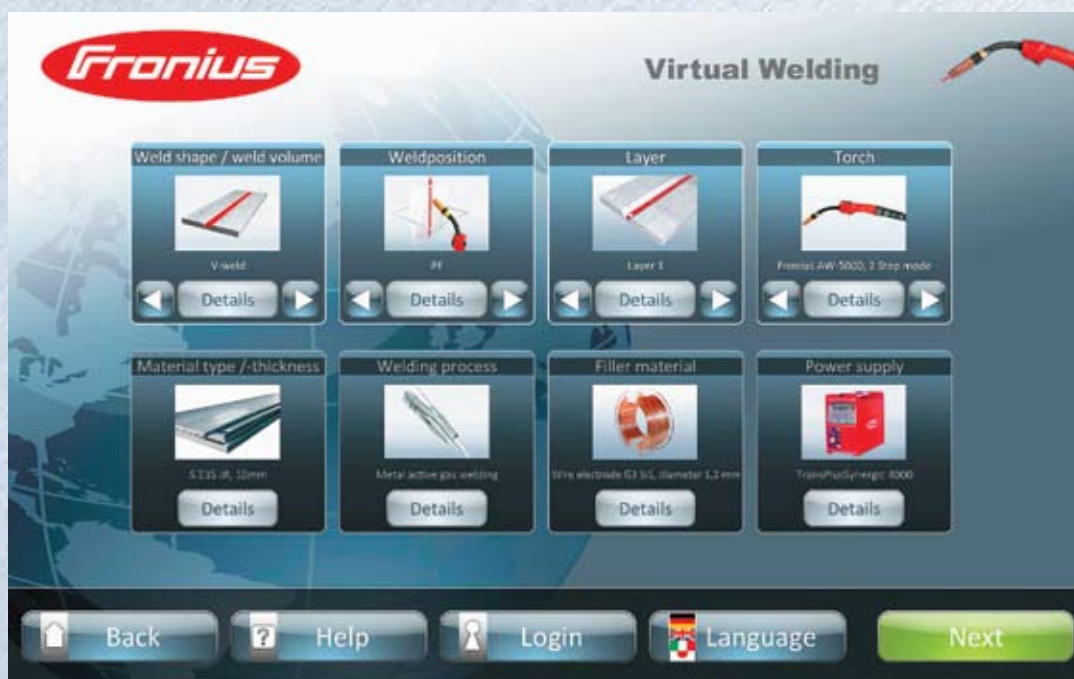 Fronius
Virtual Welding
Weld shape / weld volume
Weldposition
Layer
Torch
V-weld
PF
Layer 1
Fronius AW-5000, 2 Step mode
Details
Details
Details
Details
Material type /-thickness
Welding process
Filler material
Power supply
S 235 JR, 10mm
Metal active gas welding
Wire electrode G3 Si1, diameter 1,2 mm
TransPlusSynergic 4000
Details
Details
Details
Details
Back
? Help
Login
Language
Next